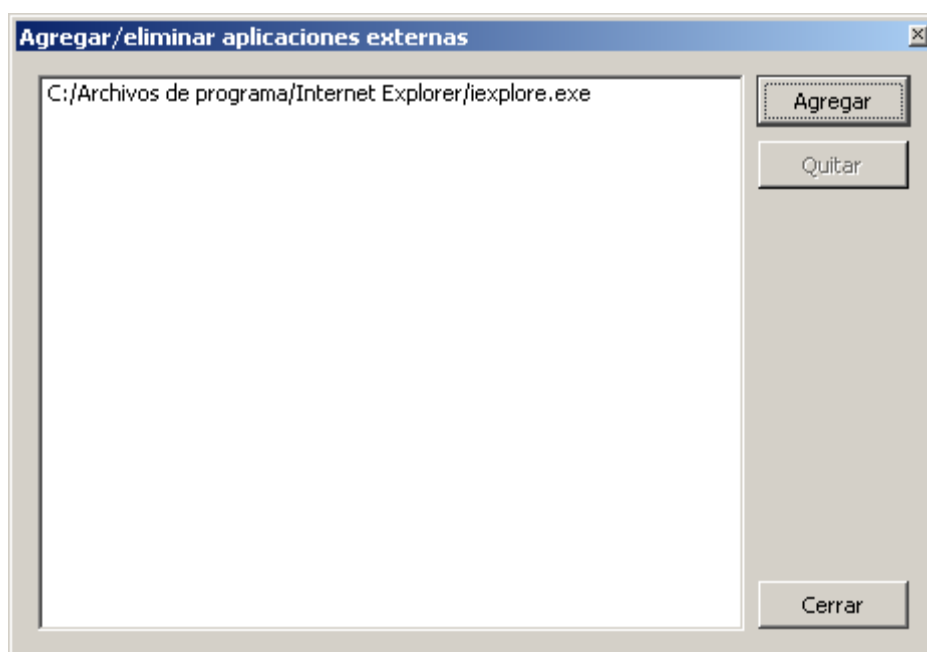 Agregar/eliminar aplicaciones externas
C:/Archivos de programa/Internet Explorer/iexplore.exe
Agregar
Quitar
Cerrar